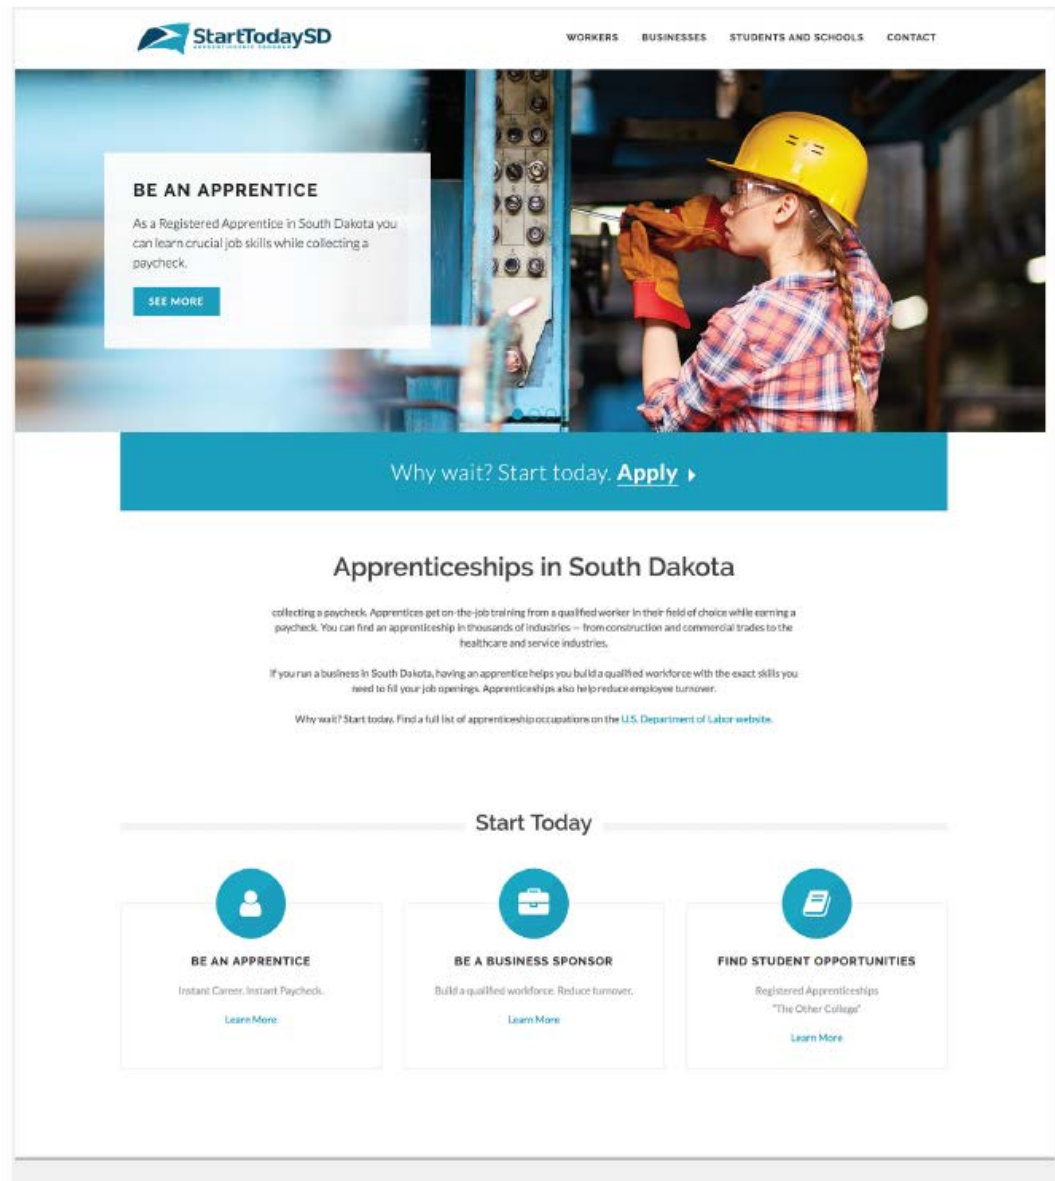 StartTodaySD
APPRENTICESHIP PROGRAM
WORKERS BUSINESSES STUDENTS AND SCHOOLS CONTACT
BE AN APPRENTICE
As a Registered Apprentice in South Dakota you
can learn crucial job skills while collecting a
paycheck.
SEE MORE
Why wait? Start today. Apply
Apprenticeships in South Dakota
collecting a paycheck. Apprentices get on-the-job training from a qualified worker in their field of choice while earning a
paycheck. You can find an apprenticeship in thousands of industries — from construction and commercial trades to the
healthcare and service industries.
If you run a business in South Dakota, having an apprentice helps you build a qualified workforce with the exact skills you
need to fill your job openings. Apprenticeships also help reduce employee turnover.
Why wait? Start today. Find a full list of apprenticeship occupations on the U.S. Department of Labor website.
Start Today
BE AN APPRENTICE
Instant Career. Instant Paycheck.
Learn More
BE A BUSINESS SPONSOR
Build a qualified workforce. Reduce turnover.
Learn More
FIND STUDENT OPPORTUNITIES
Registered Apprenticeships
"The Other College"
Learn More